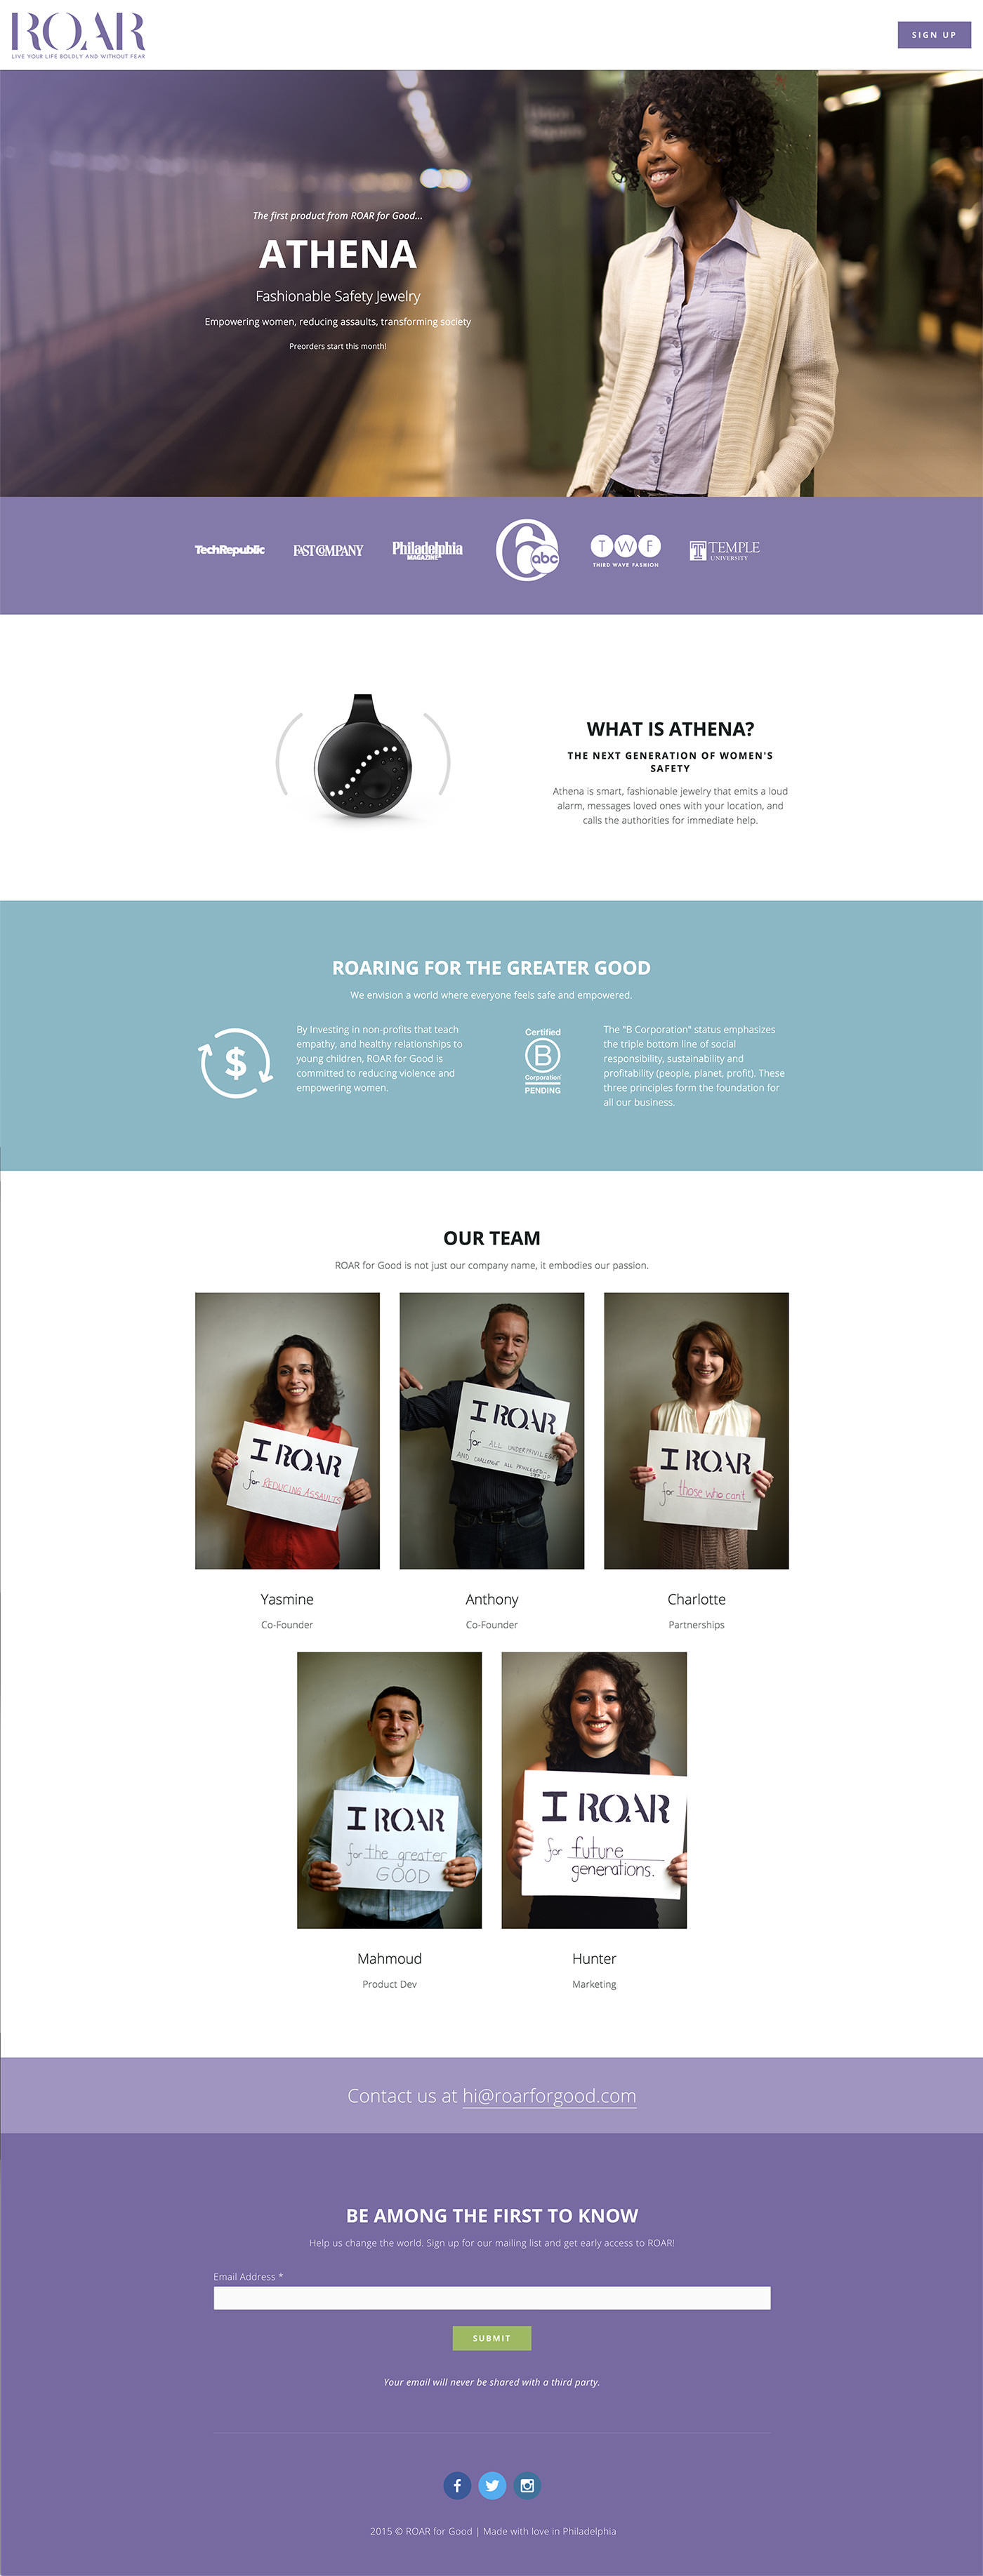 ROAR
LIVE YOUR LIFE BOLDLY AND WITHOUT FEAR
SIGN UP
The first product from ROAR for Good...
ATHENA
Fashionable Safety Jewelry
Empowering women, reducing assaults, transforming society
Preorders start this month!
TechRepublic
FAST COMPANY
Philadelphia
MAGAZINE
6 abc
TWF
THIRD WAVE FASHION
T TEMPLE
UNIVERSITY
WHAT IS ATHENA?
THE NEXT GENERATION OF WOMEN'S
SAFETY
Athena is smart, fashionable jewelry that emits a loud
alarm, messages loved ones with your location, and
calls the authorities for immediate help.
ROARING FOR THE GREATER GOOD
We envision a world where everyone feels safe and empowered.
$
By Investing in non-profits that teach
empathy, and healthy relationships to
young children, ROAR for Good is
committed to reducing violence and
empowering women.
Certified
B
Corporation
PENDING
The "B Corporation" status emphasizes
the triple bottom line of social
responsibility, sustainability and
profitability (people, planet, profit). These
three principles form the foundation for
all our business.
OUR TEAM
ROAR for Good is not just our company name, it embodies our passion.
I ROAR
for REDUCING ASSAULTS
I ROAR
for ALL UNDERPRIVILEGE
AND CHALLENGE ALL PRIVILEGED
I ROAR
for those who can't
Yasmine
Co-Founder
Anthony
Co-Founder
Charlotte
Partnerships
I ROAR
for the greater
GOOD
I ROAR
for future
generations.
Mahmoud
Product Dev
Hunter
Marketing
Contact us at hi@roarforgood.com
BE AMONG THE FIRST TO KNOW
Help us change the world. Sign up for our mailing list and get early access to ROAR!
Email Address *
SUBMIT
Your email will never be shared with a third party.
2015 © ROAR for Good | Made with love in Philadelphia